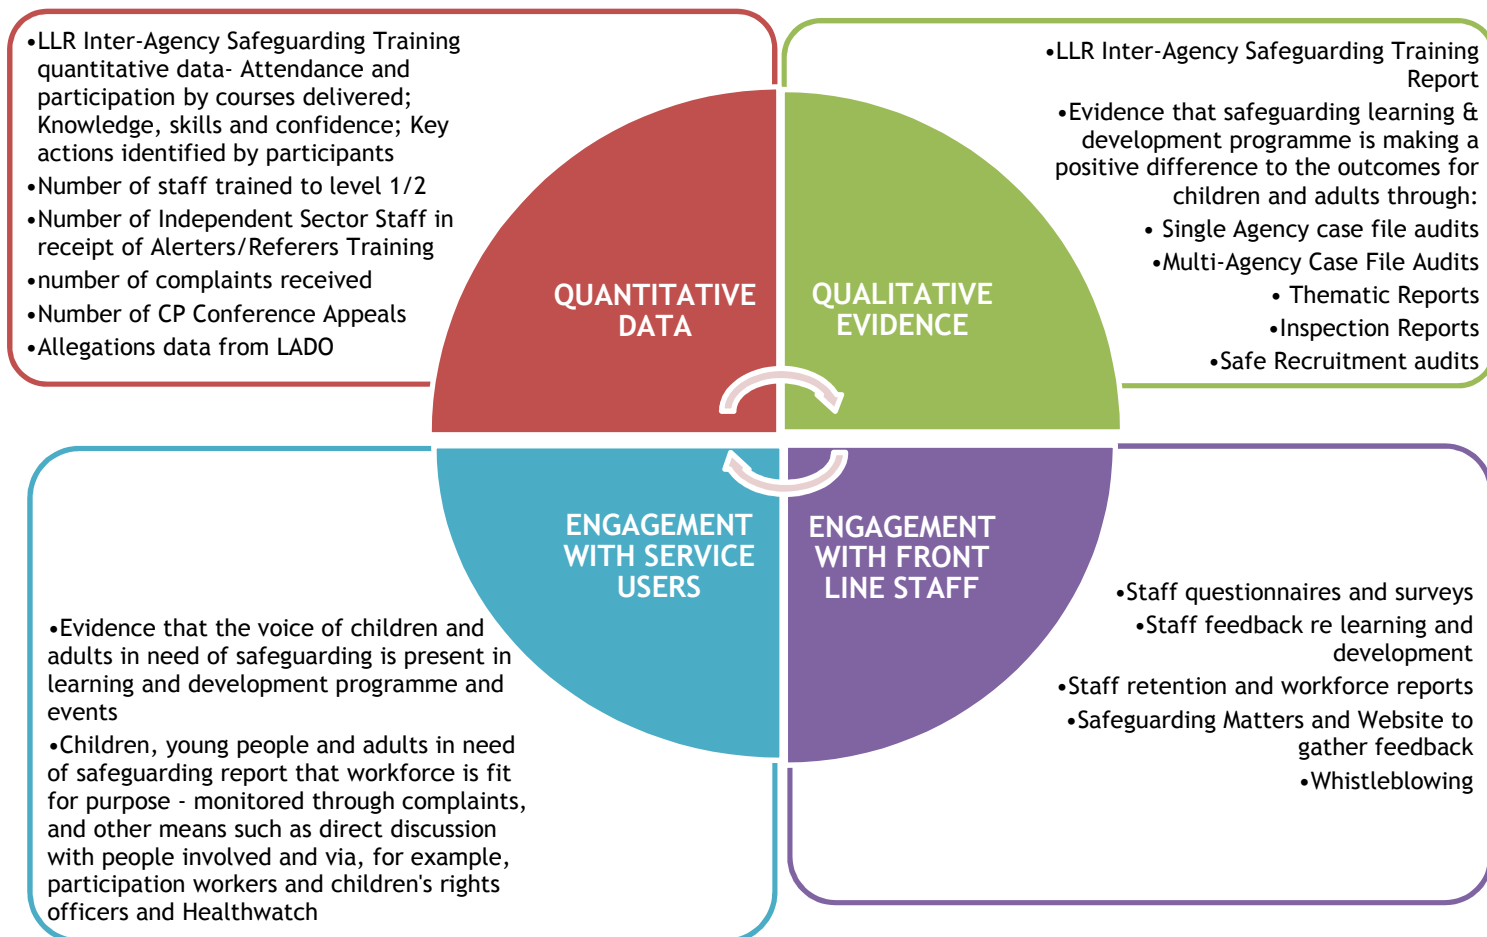 •LLR Inter-Agency Safeguarding Training
quantitative data- Attendance and
participation by courses delivered;
Knowledge, skills and confidence; Key
actions identified by participants
•Number of staff trained to level 1/2
•Number of Independent Sector Staff in
receipt of Alerters/Referers Training
•number of complaints received
•Number of CP Conference Appeals
•Allegations data from LADO
•LLR Inter-Agency Safeguarding Training
Report
•Evidence that safeguarding learning &
development programme is making a
positive difference to the outcomes for
children and adults through:
• Single Agency case file audits
•Multi-Agency Case File Audits
• Thematic Reports
•Inspection Reports
•Safe Recruitment audits
QUANTITATIVE
DATA
QUALITATIVE
EVIDENCE
ENGAGEMENT
WITH SERVICE
USERS
ENGAGEMENT
WITH FRONT
LINE STAFF
•Evidence that the voice of children and
adults in need of safeguarding is present in
learning and development programme and
events
•Children, young people and adults in need
of safeguarding report that workforce is fit
for purpose - monitored through complaints,
and other means such as direct discussion
with people involved and via, for example,
participation workers and children's rights
officers and Healthwatch
•Staff questionnaires and surveys
•Staff feedback re learning and
development
•Staff retention and workforce reports
•Safeguarding Matters and Website to
gather feedback
•Whistleblowing